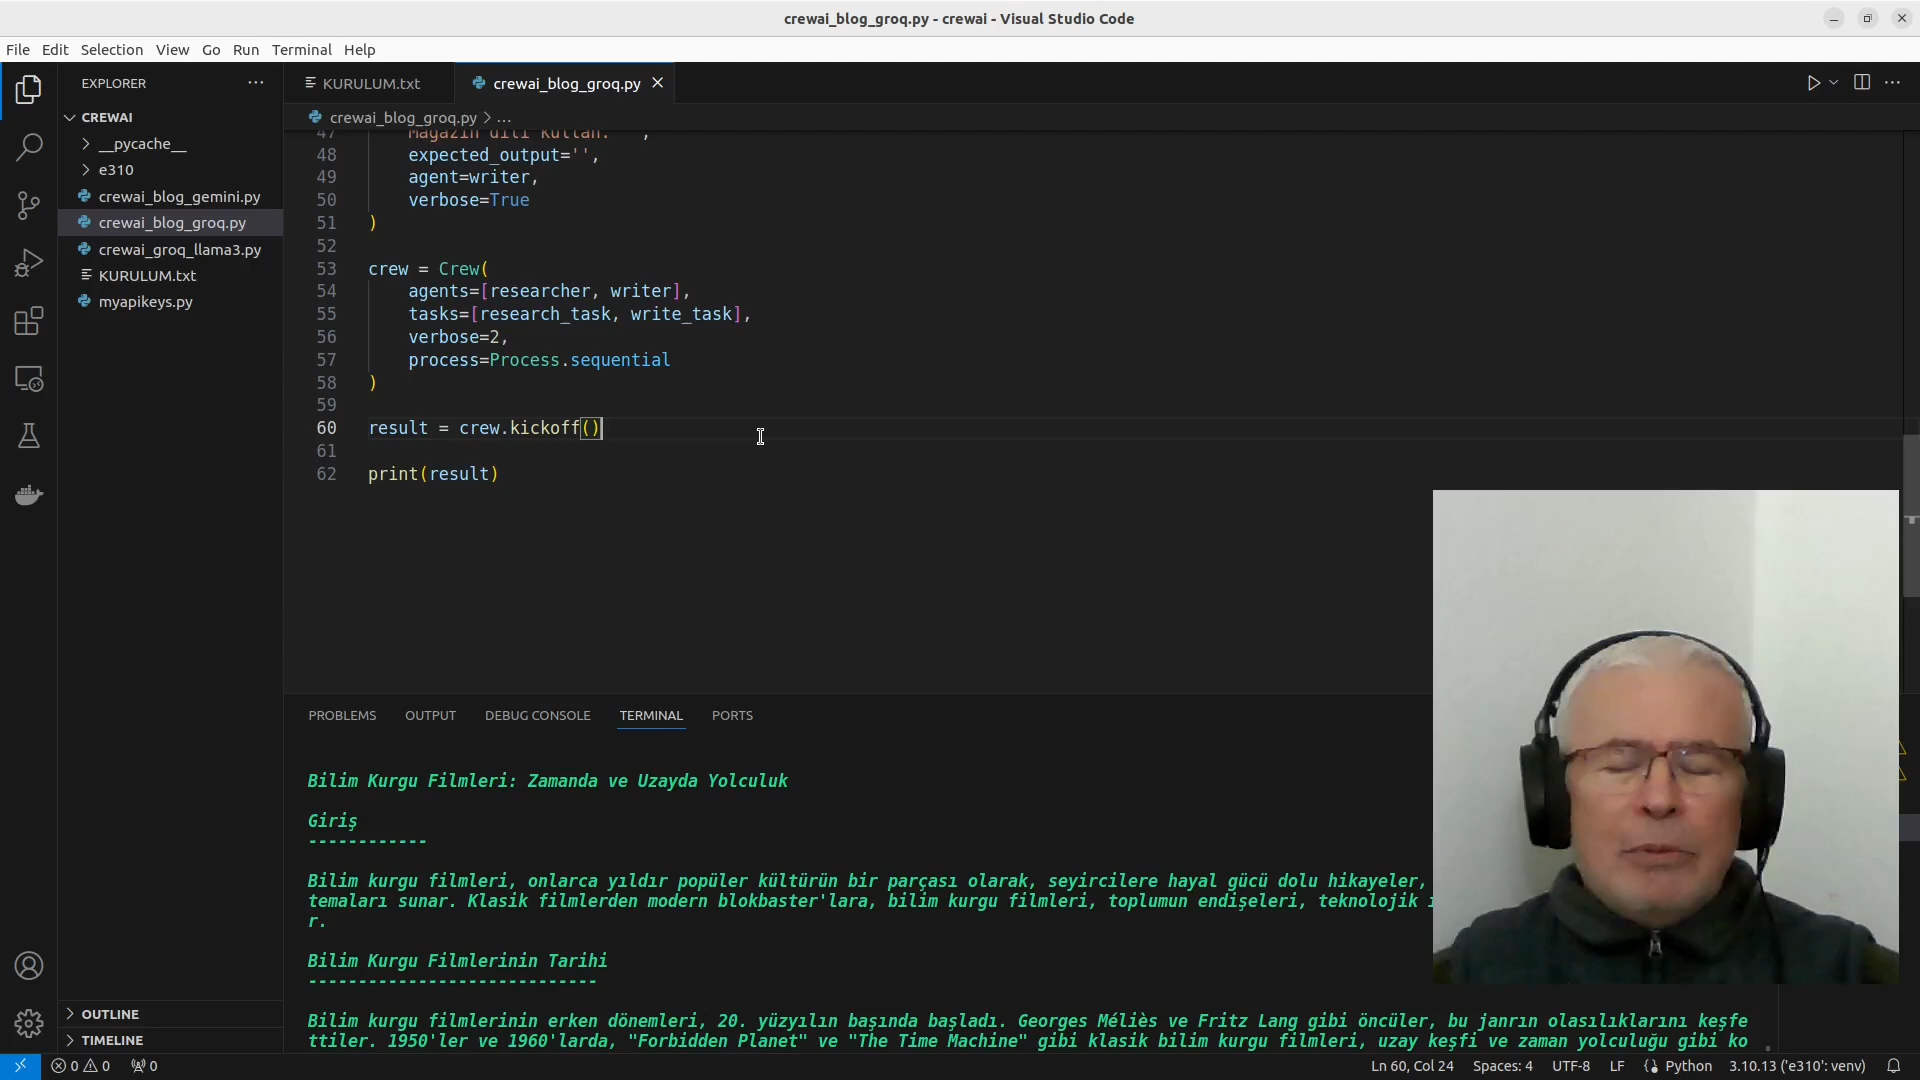 crewai_blog_groq.py - crewai - Visual Studio Code
File Edit Selection View Go Run Terminal Help
EXPLORER
CREWAI
__pycache__
e310
crewai_blog_gemini.py
crewai_blog_groq.py
crewai_groq_llama3.py
KURULUM.txt
myapikeys.py
OUTLINE
TIMELINE
KURULUM.txt crewai_blog_groq.py
crewai_blog_groq.py > ...
47 Magazin dili kullan.
48 expected_output='',
49 agent=writer,
50 verbose=True
51 )
52
53 crew = Crew(
54 agents=[researcher, writer],
55 tasks=[research_task, write_task],
56 verbose=2,
57 process=Process.sequential
58 )
59
60 result = crew.kickoff()
61
62 print(result)
PROBLEMS OUTPUT DEBUG CONSOLE TERMINAL PORTS
Bilim Kurgu Filmleri: Zamanda ve Uzayda Yolculuk
Giriş
------------
Bilim kurgu filmleri, onlarca yıldır popüler kültürün bir parçası olarak, seyircilere hayal gücü dolu hikayeler,
temaları sunar. Klasik filmlerden modern blokbaster'lara, bilim kurgu filmleri, toplumun endişeleri, teknolojik
r.
Bilim Kurgu Filmlerinin Tarihi
-----------------------------
Bilim kurgu filmlerinin erken dönemleri, 20. yüzyılın başında başladı. Georges Méliès ve Fritz Lang gibi öncüler, bu janrın olasılıklarını keşfe
ttiler. 1950'ler ve 1960'larda, "Forbidden Planet" ve "The Time Machine" gibi klasik bilim kurgu filmleri, uzay keşfi ve zaman yolculuğu gibi ko
0 0 0 Ln 60, Col 24 Spaces: 4 UTF-8 LF Python 3.10.13 ('e310': venv)